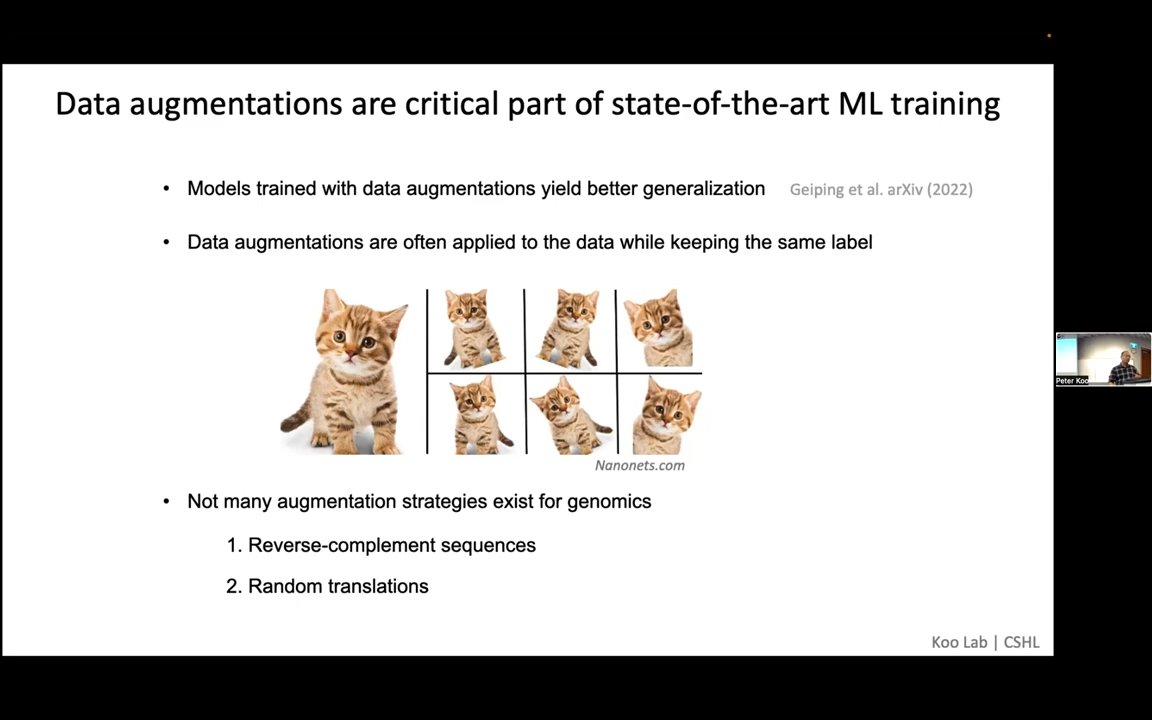 Data augmentations are critical part of state-of-the-art ML training
• Models trained with data augmentations yield better generalization Geiping et al. arXiv (2022)
• Data augmentations are often applied to the data while keeping the same label
Nanonets.com
• Not many augmentation strategies exist for genomics
1. Reverse-complement sequences
2. Random translations
Koo Lab | CSHL
Peter Koo